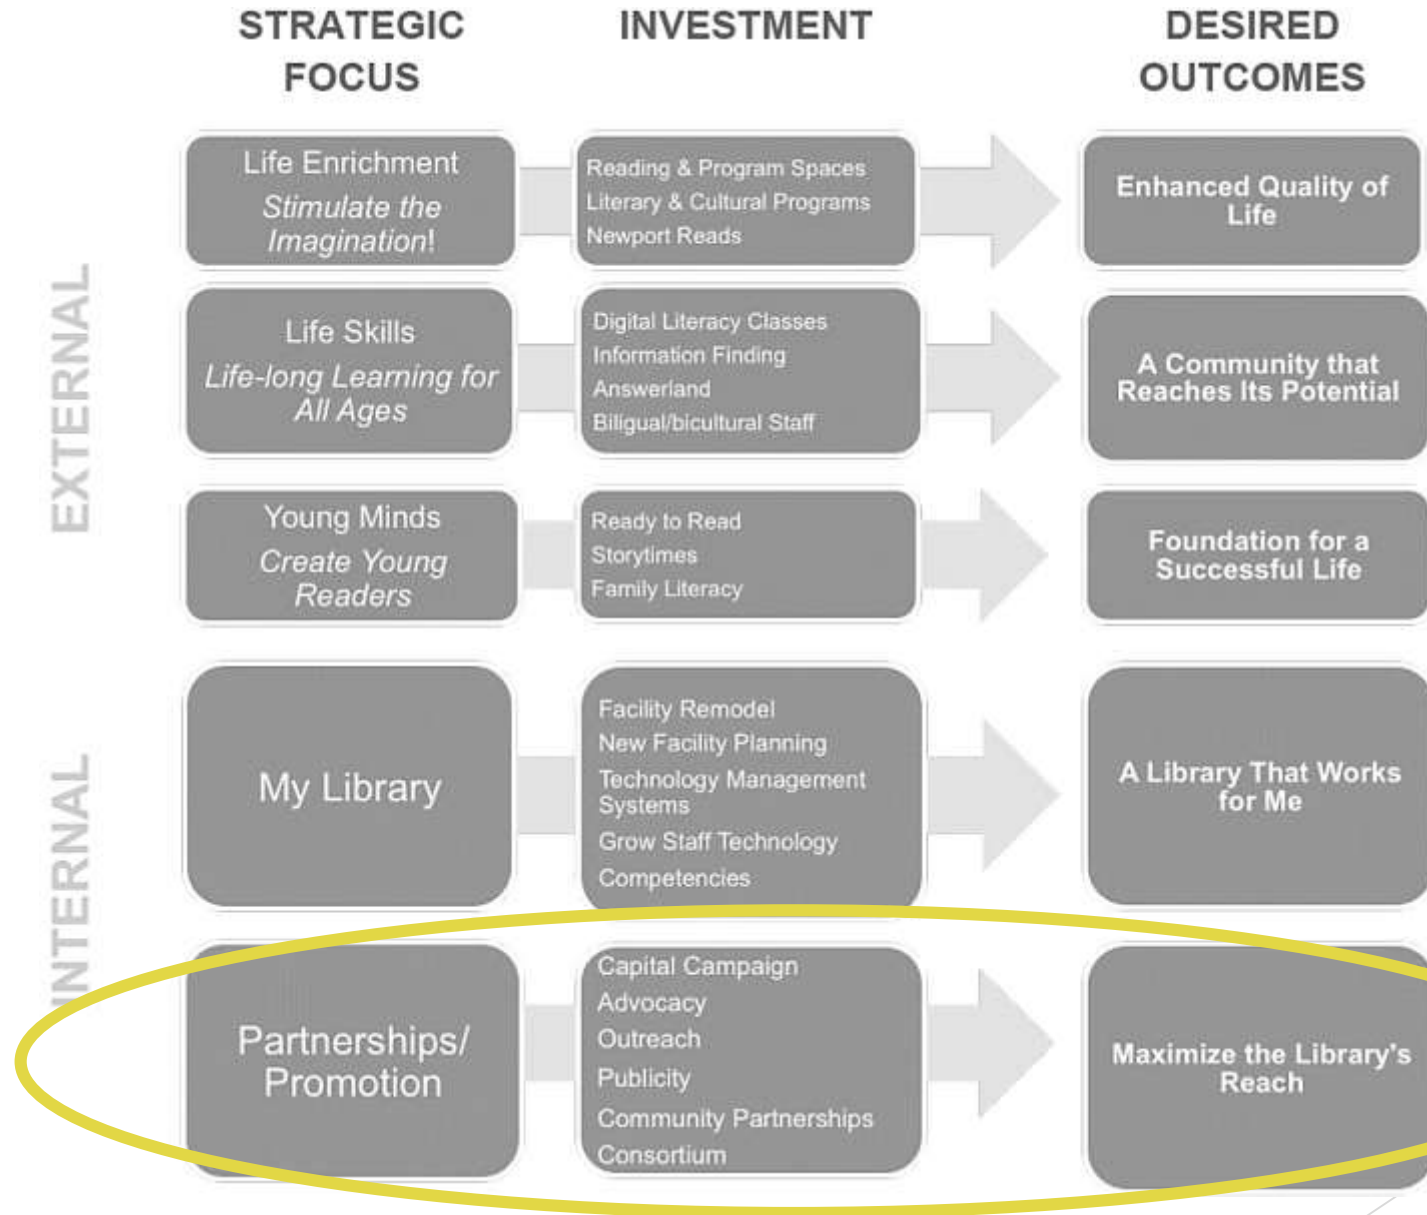 STRATEGIC
FOCUS
INVESTMENT
DESIRED
OUTCOMES
EXTERNAL
Life Enrichment
Stimulate the
Imagination!
Reading & Program Spaces
Literary & Cultural Programs
Newport Reads
Enhanced Quality of
Life
Life Skills
Life-long Learning for
All Ages
Digital Literacy Classes
Information Finding
Answerland
Biligual/bicultural Staff
A Community that
Reaches Its Potential
Young Minds
Create Young
Readers
Ready to Read
Storytimes
Family Literacy
Foundation for a
Successful Life
INTERNAL
My Library
Facility Remodel
New Facility Planning
Technology Management
Systems
Grow Staff Technology
Competencies
A Library That Works
for Me
Partnerships/
Promotion
Capital Campaign
Advocacy
Outreach
Publicity
Community Partnerships
Consortium
Maximize the Library's
Reach